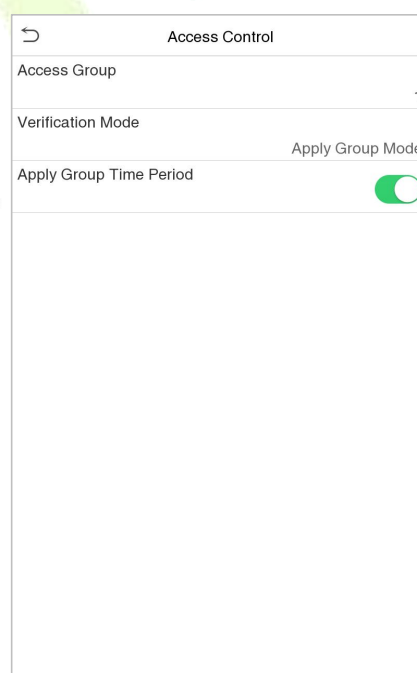 Access Control
Access Group
Verification Mode
Apply Group Mode
Apply Group Time Period